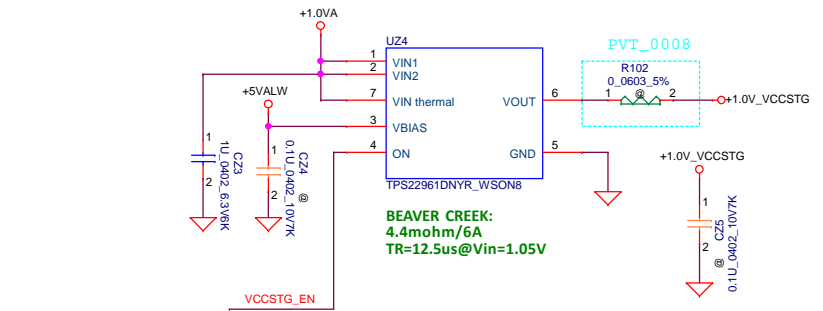 +1.0VA
UZ4
1
VIN1
2
VIN2
7
VIN thermal
VOUT
6
3
VBIAS
4
ON
GND
5
TPS22961DNYR_WSON8
+5VALW
1
CZ3
1U_0402_6.3V6K
2
1
CZ4
0.1U_0402_10V7K
2
@
PVT_0008
R102
0_0603_5%
1
@
2
+1.0V_VCCSTG
+1.0V_VCCSTG
1
CZ5
0.1U_0402_10V7K
2
@
BEAVER CREEK:
4.4mohm/6A
TR=12.5us@Vin=1.05V
VCCSTG_EN